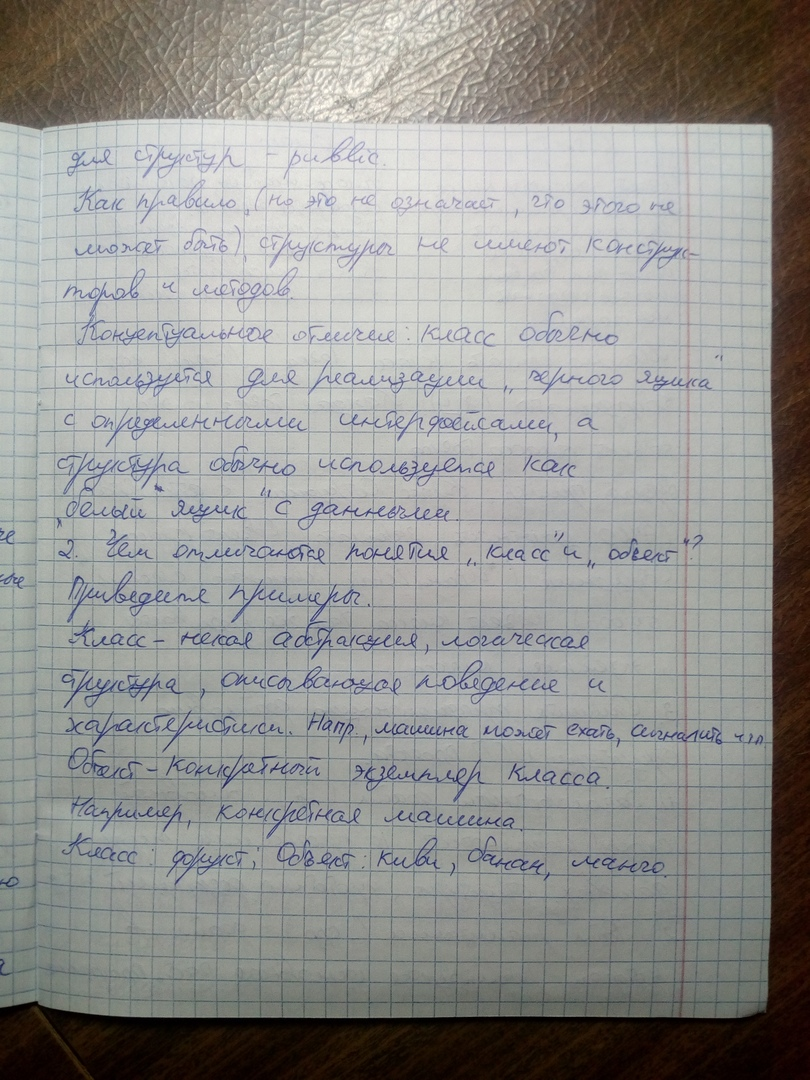 для структур - public.
Как правило, (но это не означает, что этого не
может быть) структуры не имеют конструк-
торов и методов.
Концептуальное отличие: класс обычно
используется для реализации „черного ящика"
с определенными интерфейсами, а
структура обычно используется как
„белый" ящик" с данными.
2. Чем отличаются понятия „класс" и „объект"?
Приведите примеры.
Класс - некая абстракция, логическая
структура, описывающая поведение и
характеристики. Напр., машина может ехать, сигналить и т.п.
Объект - конкретный экземпляр класса.
Например, конкретная машина.
Класс: фрукт; Объект: киви, банан, манго.